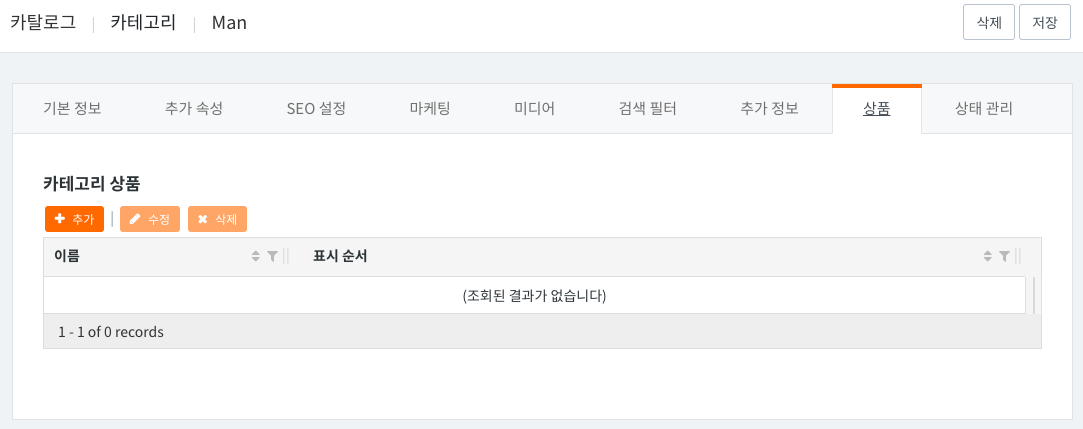 카탈로그 카테고리 Man 삭제 저장
기본 정보 추가 속성 SEO 설정 마케팅 미디어 검색 필터 추가 정보 상품 상태 관리
카테고리 상품
추가 | 수정 삭제
이름 표시 순서
(조회된 결과가 없습니다)
1 - 1 of 0 records